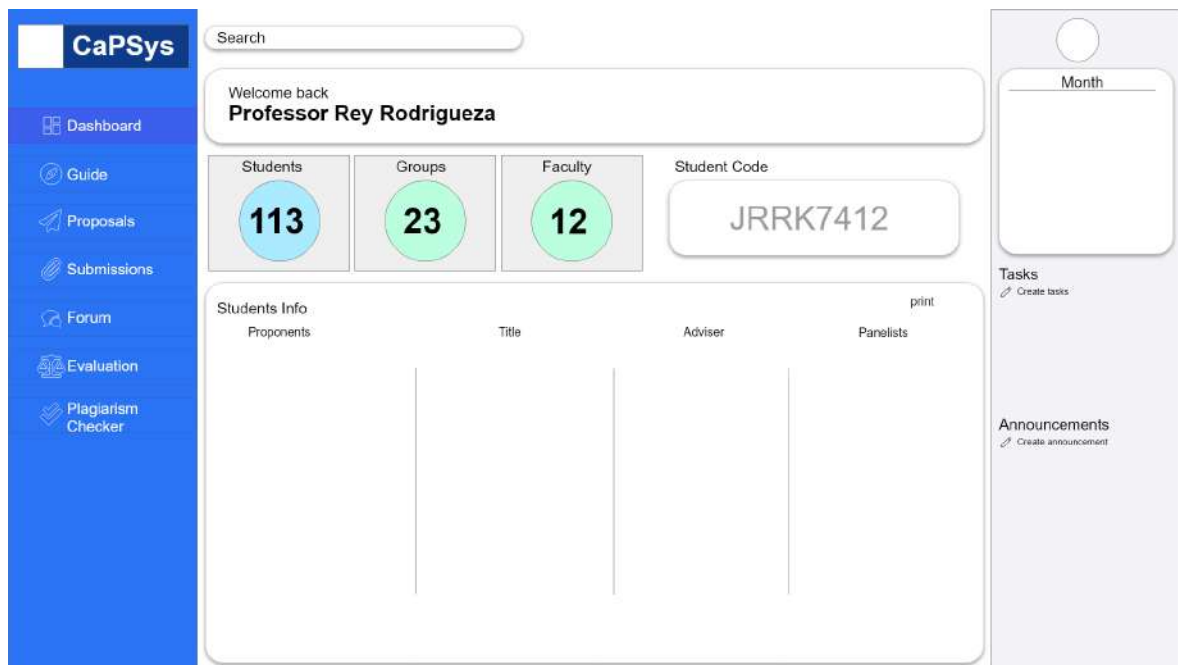 CaPSys
Dashboard
Guide
Proposals
Submissions
Forum
Evaluation
Plagiarism
Checker
Search
Welcome back
Professor Rey Rodrigueza
Students
113
Groups
23
Faculty
12
Student Code
JRRK7412
Students Info
print
Proponents
Title
Adviser
Panelists
Month
Tasks
Create tasks
Announcements
Create announcement